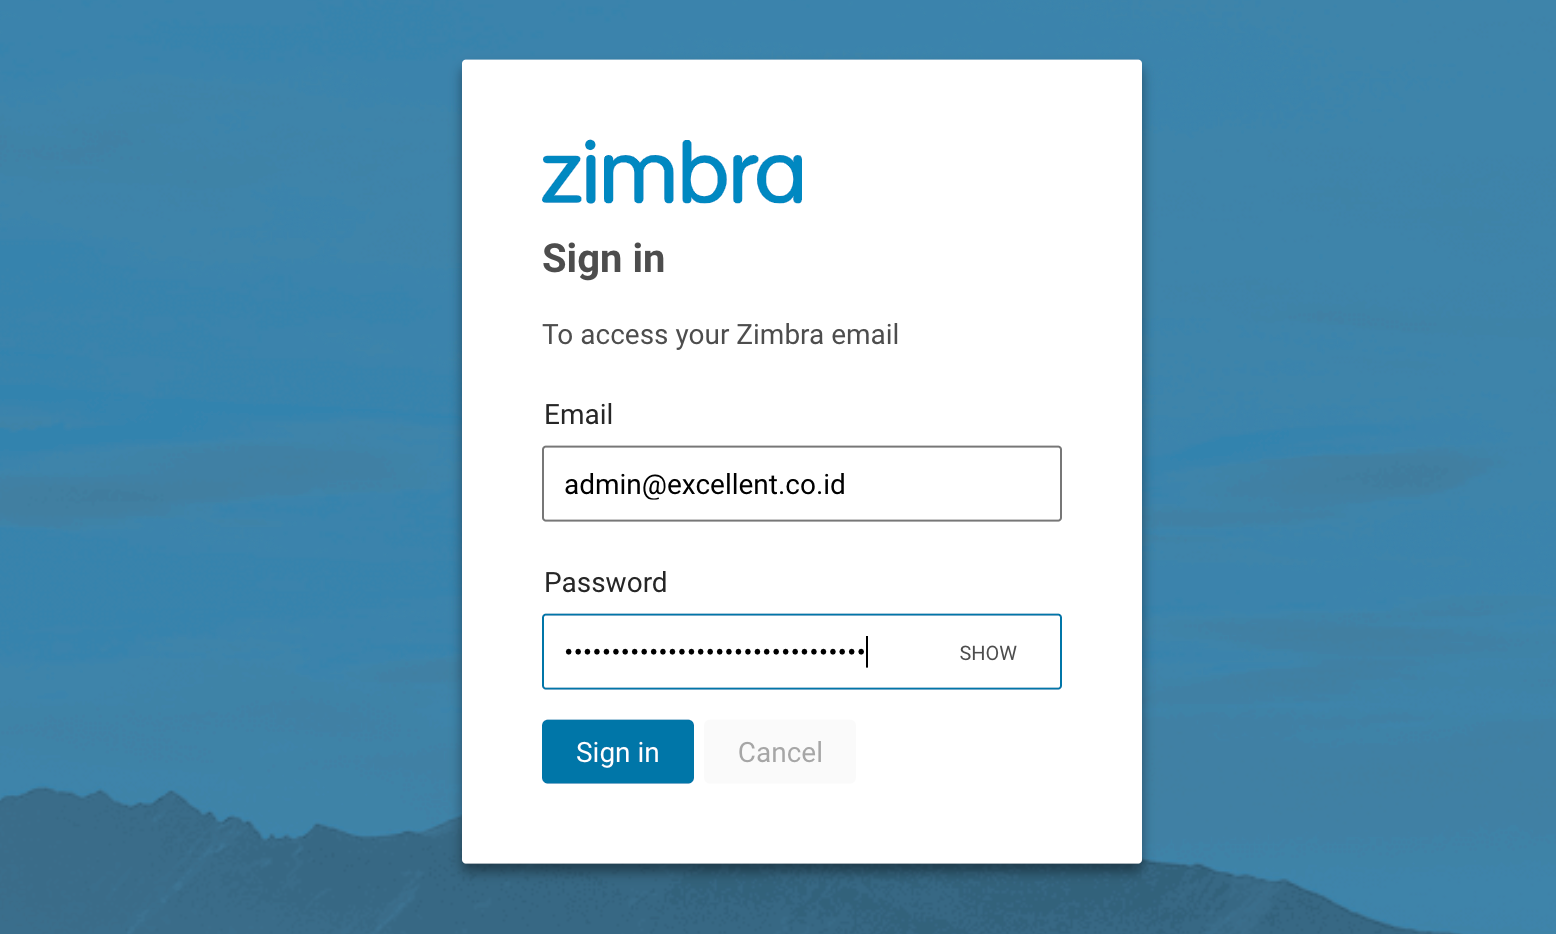 zimbra
Sign in
To access your Zimbra email
Email
admin@excellent.co.id
Password
••••••••••••••••••••••••••••••••
SHOW
Sign in
Cancel